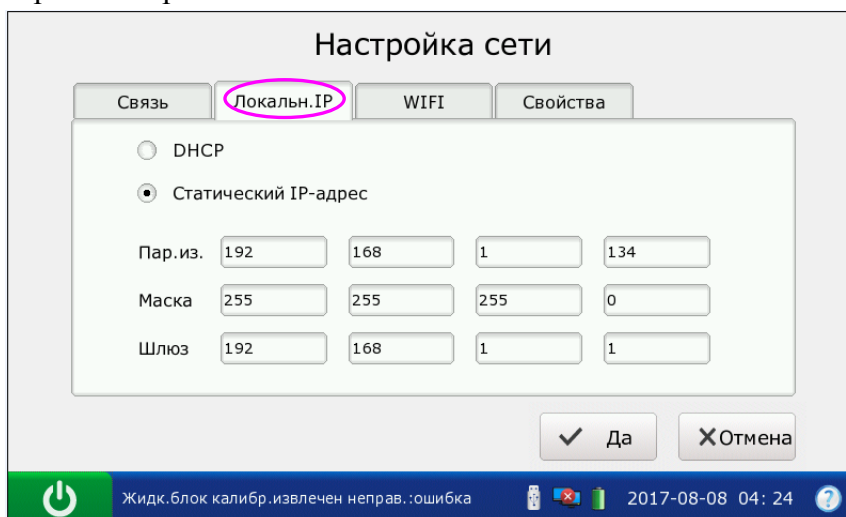 Настройка сети
Связь Локальн.IP WIFI Свойства
DHCP
Статический IP-адрес
Пар.из. 192 168 1 134
Маска 255 255 255 0
Шлюз 192 168 1 1
Да Отмена
Жидк.блок калибр.извлечен неправ.:ошибка 2017-08-08 04: 24 ?